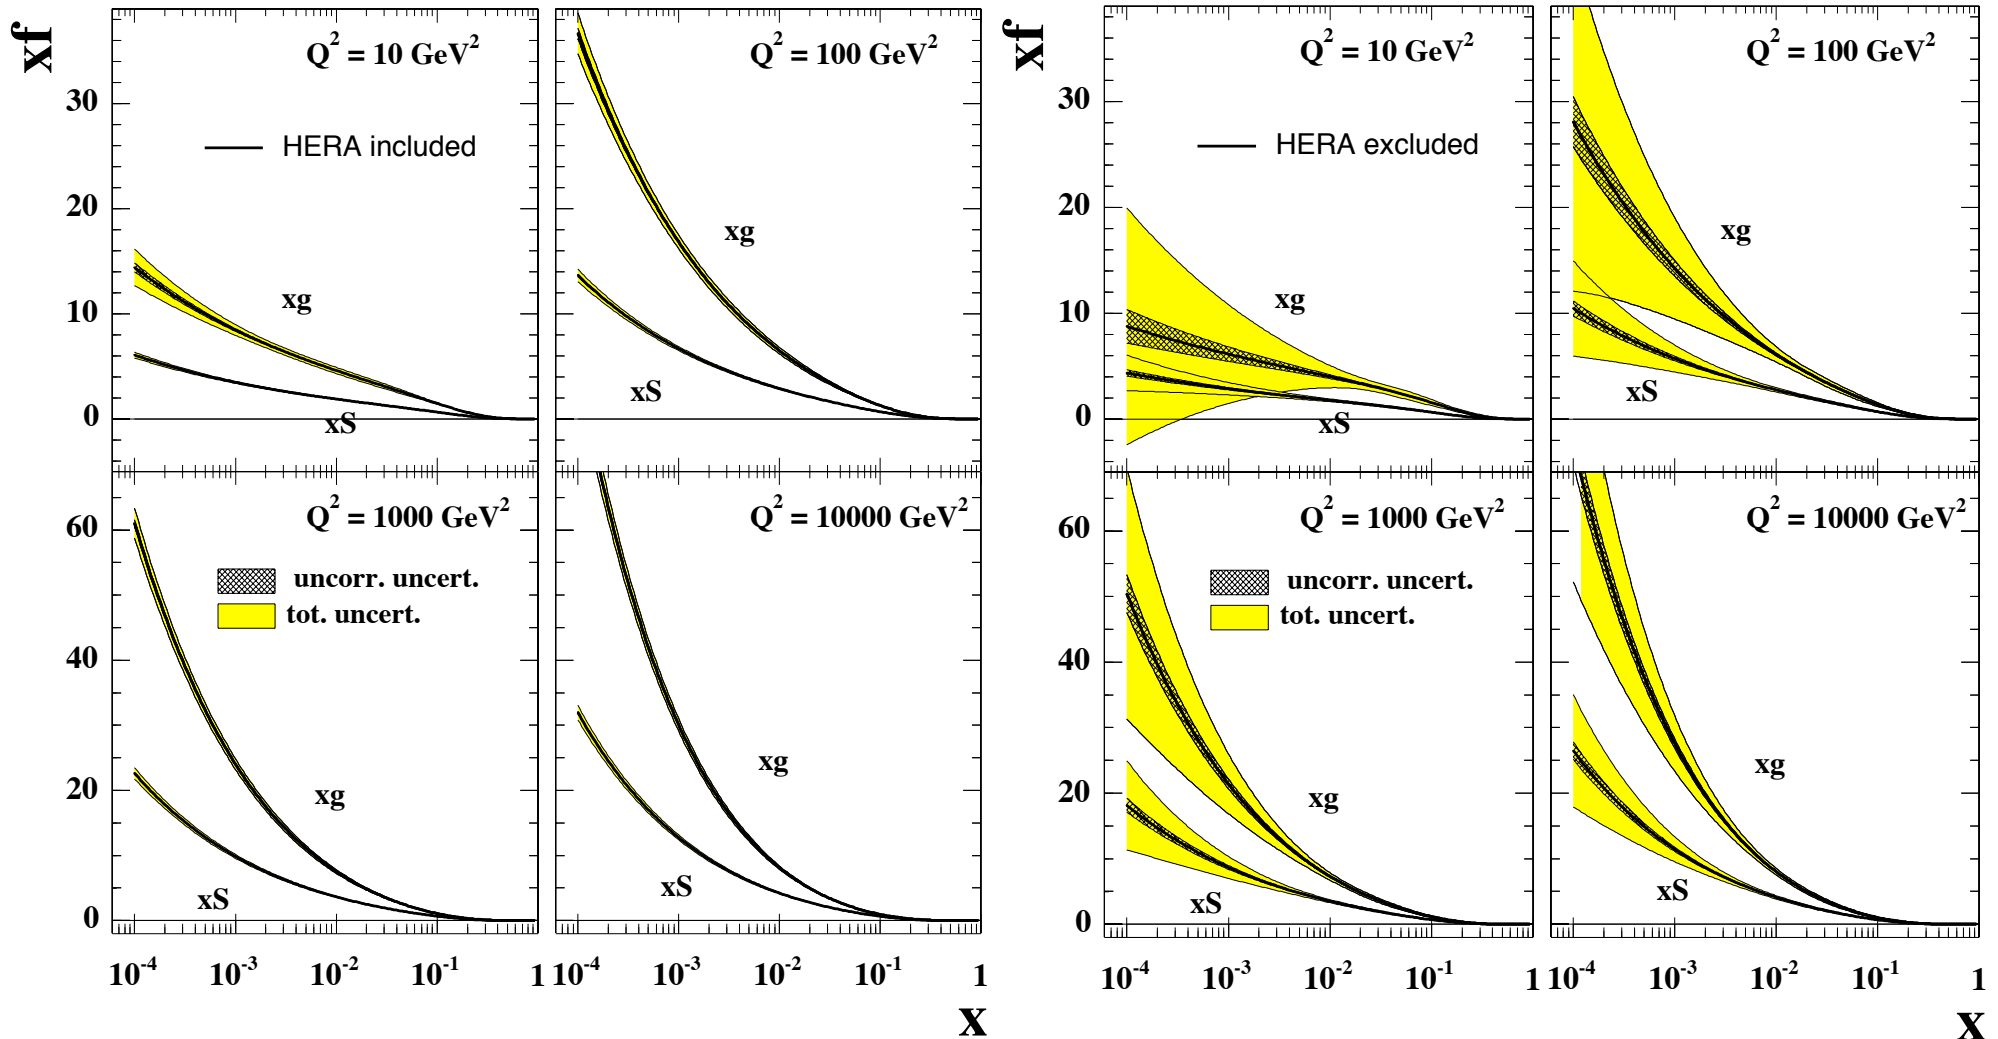 xf
Q² = 10 GeV²
30
HERA included
20
xg
10
xS
0
Q² = 100 GeV²
xg
xS
Q² = 1000 GeV²
60
uncorr. uncert.
tot. uncert.
40
xg
20
xS
0
Q² = 10000 GeV²
xg
xS
10⁻⁴ 10⁻³ 10⁻² 10⁻¹ 1 10⁻⁴ 10⁻³ 10⁻² 10⁻¹ 1
x
xf
Q² = 10 GeV²
30
HERA excluded
20
xg
10
xS
0
Q² = 100 GeV²
xg
xS
Q² = 1000 GeV²
60
uncorr. uncert.
tot. uncert.
40
xg
20
xS
0
Q² = 10000 GeV²
xg
xS
10⁻⁴ 10⁻³ 10⁻² 10⁻¹ 1 10⁻⁴ 10⁻³ 10⁻² 10⁻¹ 1
x